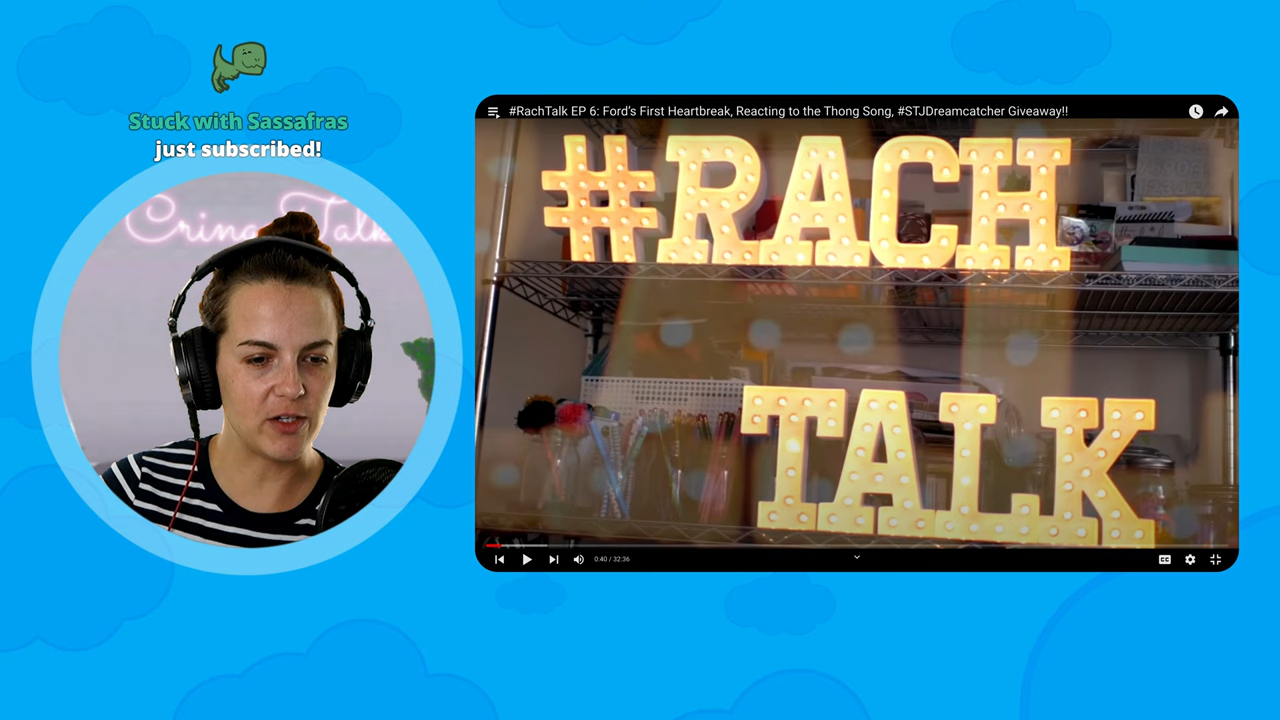 Stuck with Sassafras
just subscribed!
#RachTalk EP 6: Ford’s First Heartbreak, Reacting to the Thong Song, #STJDreamcatcher Giveaway!!
#RACH
TALK
0:40 / 32:36
CC